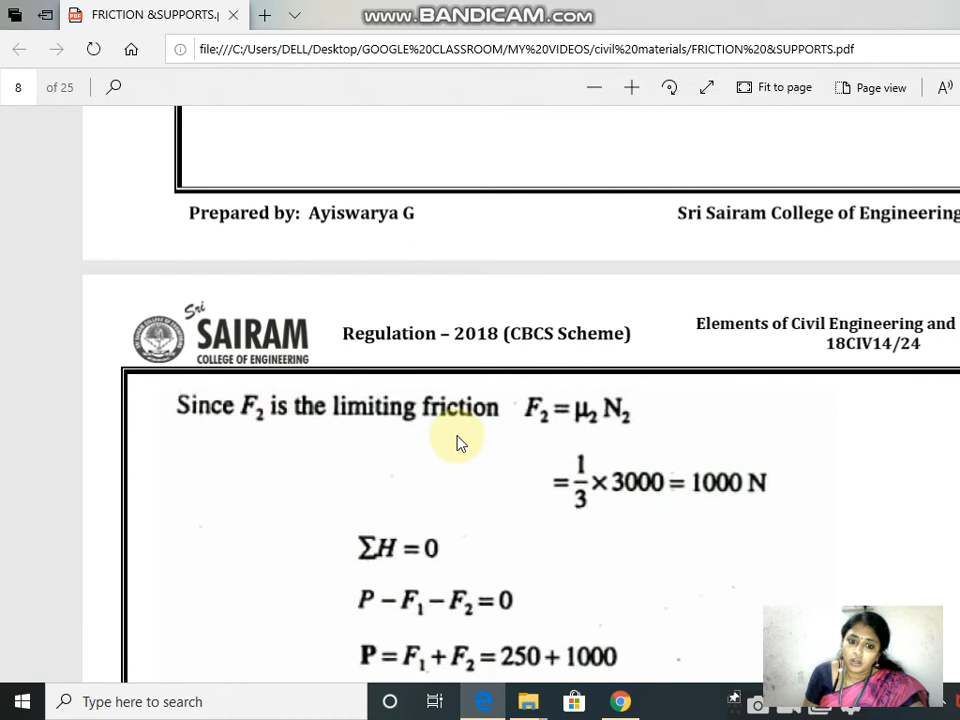 FRICTION &SUPPORTS.p
www.BANDICAM.com
file:///C:/Users/DELL/Desktop/GOOGLE%20CLASSROOM/MY%20VIDEOS/civil%20materials/FRICTION%20&SUPPORTS.pdf
8 of 25
Fit to page
Page view
Prepared by: Ayiswarya G
Sri Sairam College of Engineering
Sri
SAIRAM
COLLEGE OF ENGINEERING
Regulation – 2018 (CBCS Scheme)
Elements of Civil Engineering and
18CIV14/24
Since F₂ is the limiting friction F₂ = μ₂ N₂
= 1/3 × 3000 = 1000 N
ΣH = 0
P – F₁ – F₂ = 0
P = F₁ + F₂ = 250 + 1000
Type here to search